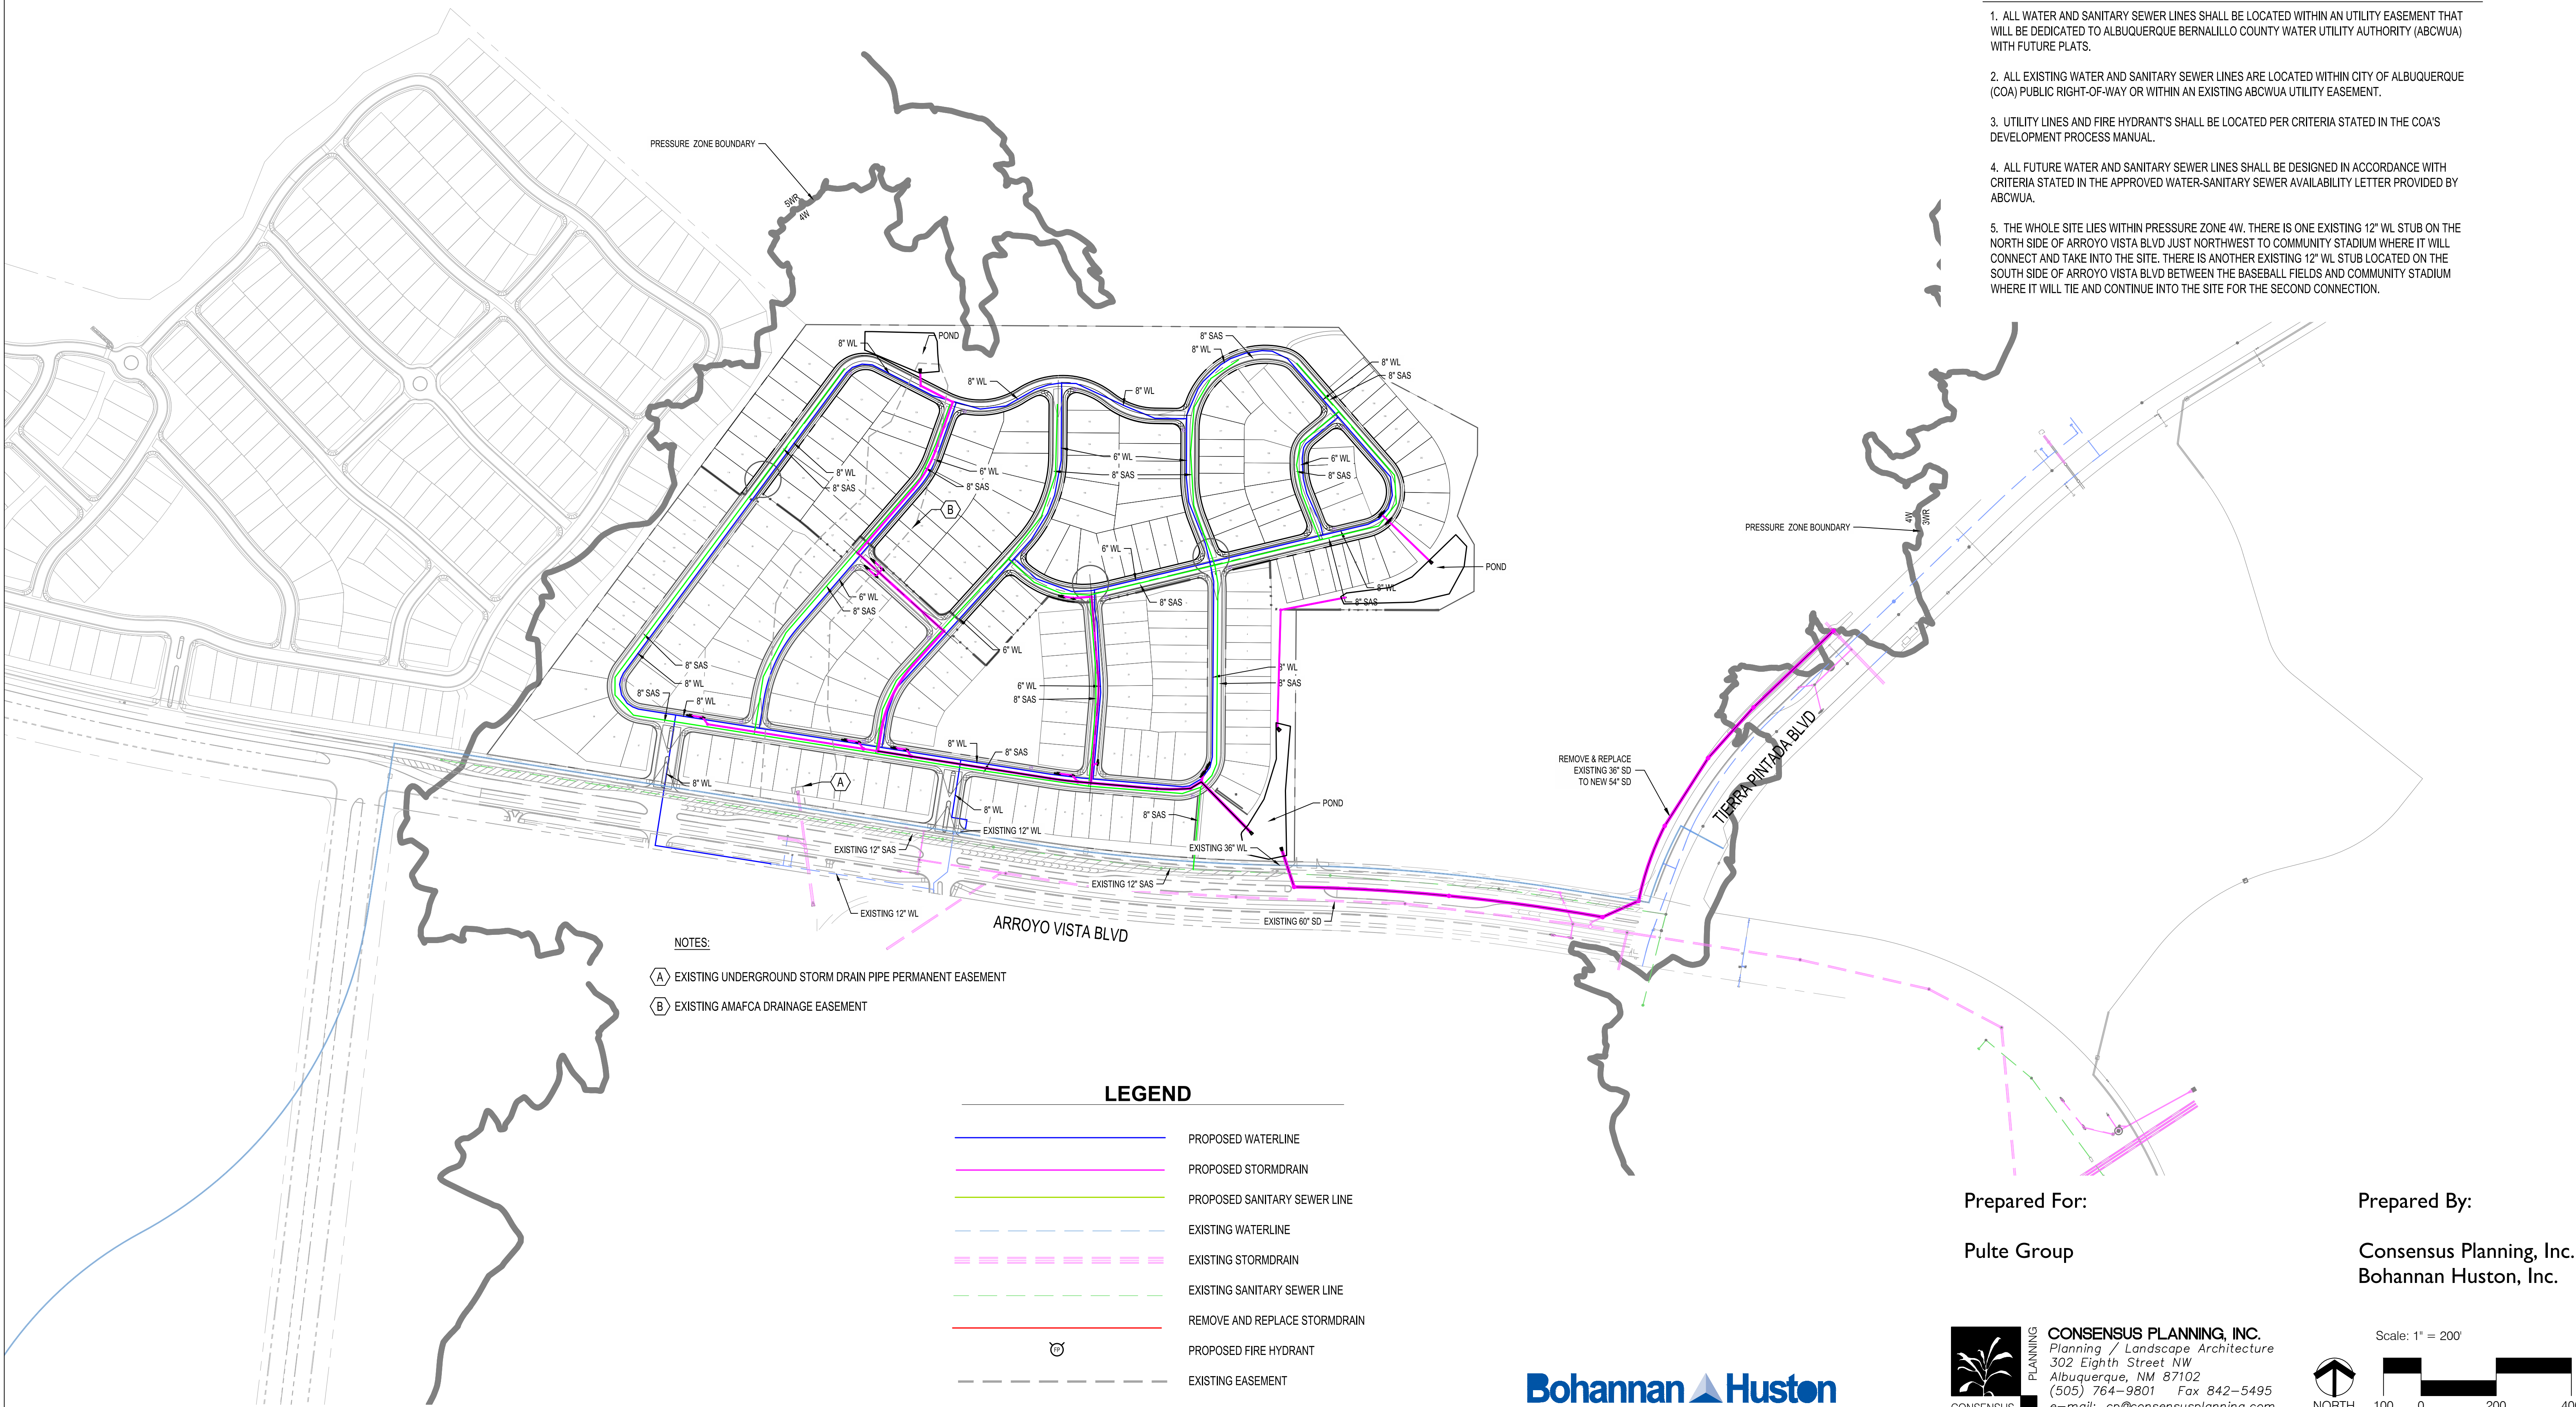 1. ALL WATER AND SANITARY SEWER LINES SHALL BE LOCATED WITHIN AN UTILITY EASEMENT THAT
WILL BE DEDICATED TO ALBUQUERQUE BERNALILLO COUNTY WATER UTILITY AUTHORITY (ABCWUA)
WITH FUTURE PLATS.
2. ALL EXISTING WATER AND SANITARY SEWER LINES ARE LOCATED WITHIN CITY OF ALBUQUERQUE
(COA) PUBLIC RIGHT-OF-WAY OR WITHIN AN EXISTING ABCWUA UTILITY EASEMENT.
3. UTILITY LINES AND FIRE HYDRANT'S SHALL BE LOCATED PER CRITERIA STATED IN THE COA'S
DEVELOPMENT PROCESS MANUAL.
4. ALL FUTURE WATER AND SANITARY SEWER LINES SHALL BE DESIGNED IN ACCORDANCE WITH
CRITERIA STATED IN THE APPROVED WATER-SANITARY SEWER AVAILABILITY LETTER PROVIDED BY
ABCWUA.
5. THE WHOLE SITE LIES WITHIN PRESSURE ZONE 4W. THERE IS ONE EXISTING 12" WL STUB ON THE
NORTH SIDE OF ARROYO VISTA BLVD JUST NORTHWEST TO COMMUNITY STADIUM WHERE IT WILL
CONNECT AND TAKE INTO THE SITE. THERE IS ANOTHER EXISTING 12" WL STUB LOCATED ON THE
SOUTH SIDE OF ARROYO VISTA BLVD BETWEEN THE BASEBALL FIELDS AND COMMUNITY STADIUM
WHERE IT WILL TIE AND CONTINUE INTO THE SITE FOR THE SECOND CONNECTION.
PRESSURE ZONE BOUNDARY
5WR
4W
POND
8" WL
8" SAS
8" WL
8" WL
8" SAS
8" WL
8" WL
6" WL
8" SAS
6" WL
8" SAS
8" WL
8" SAS
6" WL
8" SAS
B
PRESSURE ZONE BOUNDARY
4W
3WR
6" WL
POND
8" WL
8" SAS
8" SAS
6" WL
8" SAS
6" WL
8" SAS
8" WL
8" SAS
8" WL
8" WL
8" SAS
6" WL
8" SAS
8" WL
8" SAS
8" WL
A
8" WL
8" SAS
POND
EXISTING 12" WL
EXISTING 12" SAS
EXISTING 36" WL
EXISTING 12" SAS
EXISTING 12" WL
EXISTING 60" SD
ARROYO VISTA BLVD
REMOVE & REPLACE
EXISTING 36" SD
TO NEW 54" SD
TIERRA PINTADA BLVD
NOTES:
A EXISTING UNDERGROUND STORM DRAIN PIPE PERMANENT EASEMENT
B EXISTING AMAFCA DRAINAGE EASEMENT
LEGEND
PROPOSED WATERLINE
PROPOSED STORMDRAIN
PROPOSED SANITARY SEWER LINE
EXISTING WATERLINE
EXISTING STORMDRAIN
EXISTING SANITARY SEWER LINE
REMOVE AND REPLACE STORMDRAIN
FP PROPOSED FIRE HYDRANT
EXISTING EASEMENT
Prepared For:
Pulte Group
Prepared By:
Consensus Planning, Inc.
Bohannan Huston, Inc.
Bohannan Huston
PLANNING
CONSENSUS
CONSENSUS PLANNING, INC.
Planning / Landscape Architecture
302 Eighth Street NW
Albuquerque, NM 87102
(505) 764-9801 Fax 842-5495
e-mail: cp@consensusplanning.com
NORTH
Scale: 1" = 200'
100 0 200